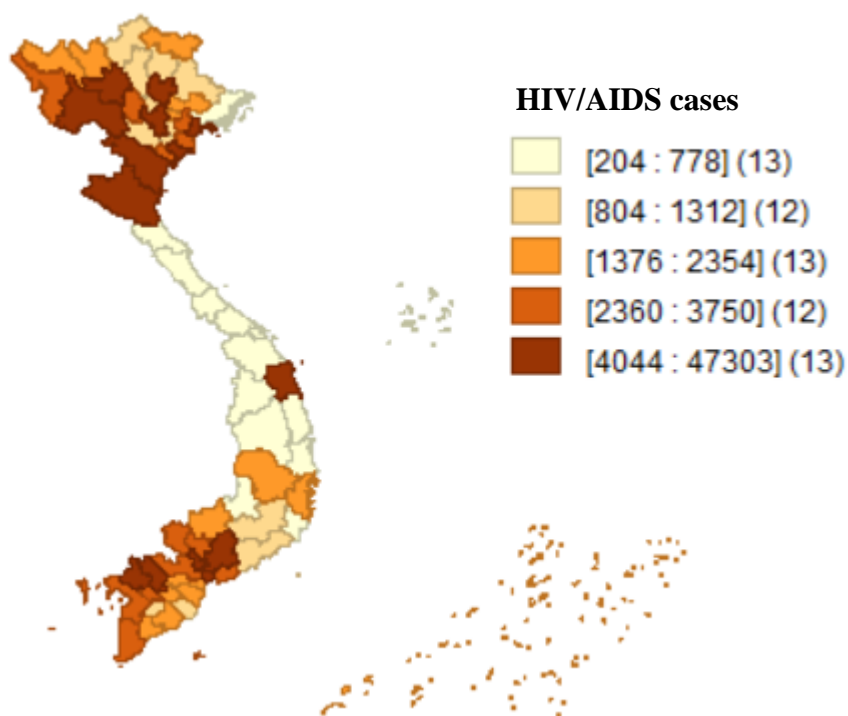 HIV/AIDS cases
[204 : 778] (13)
[804 : 1312] (12)
[1376 : 2354] (13)
[2360 : 3750] (12)
[4044 : 47303] (13)